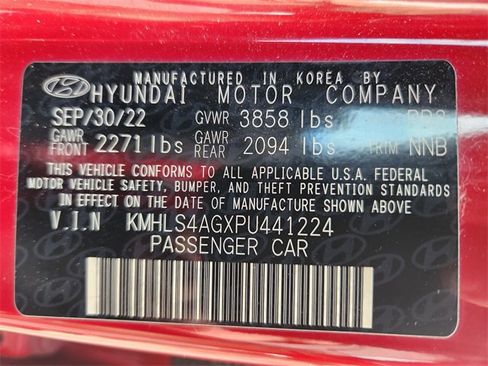 MANUFACTURED IN KOREA BY
HYUNDAI MOTOR COMPANY
SEP/30/22 GVWR 3858 lbs
GAWR FRONT 2271 lbs GAWR REAR 2094 lbs TRIM NNB
THIS VEHICLE CONFORMS TO ALL APPLICABLE U.S.A. FEDERAL
MOTOR VEHICLE SAFETY, BUMPER, AND THEFT PREVENTION STANDARDS
IN EFFECT ON THE DATE OF MANUFACTURE SHOWN ABOVE
V.I.N KMHLS4AGXPU441224
PASSENGER CAR